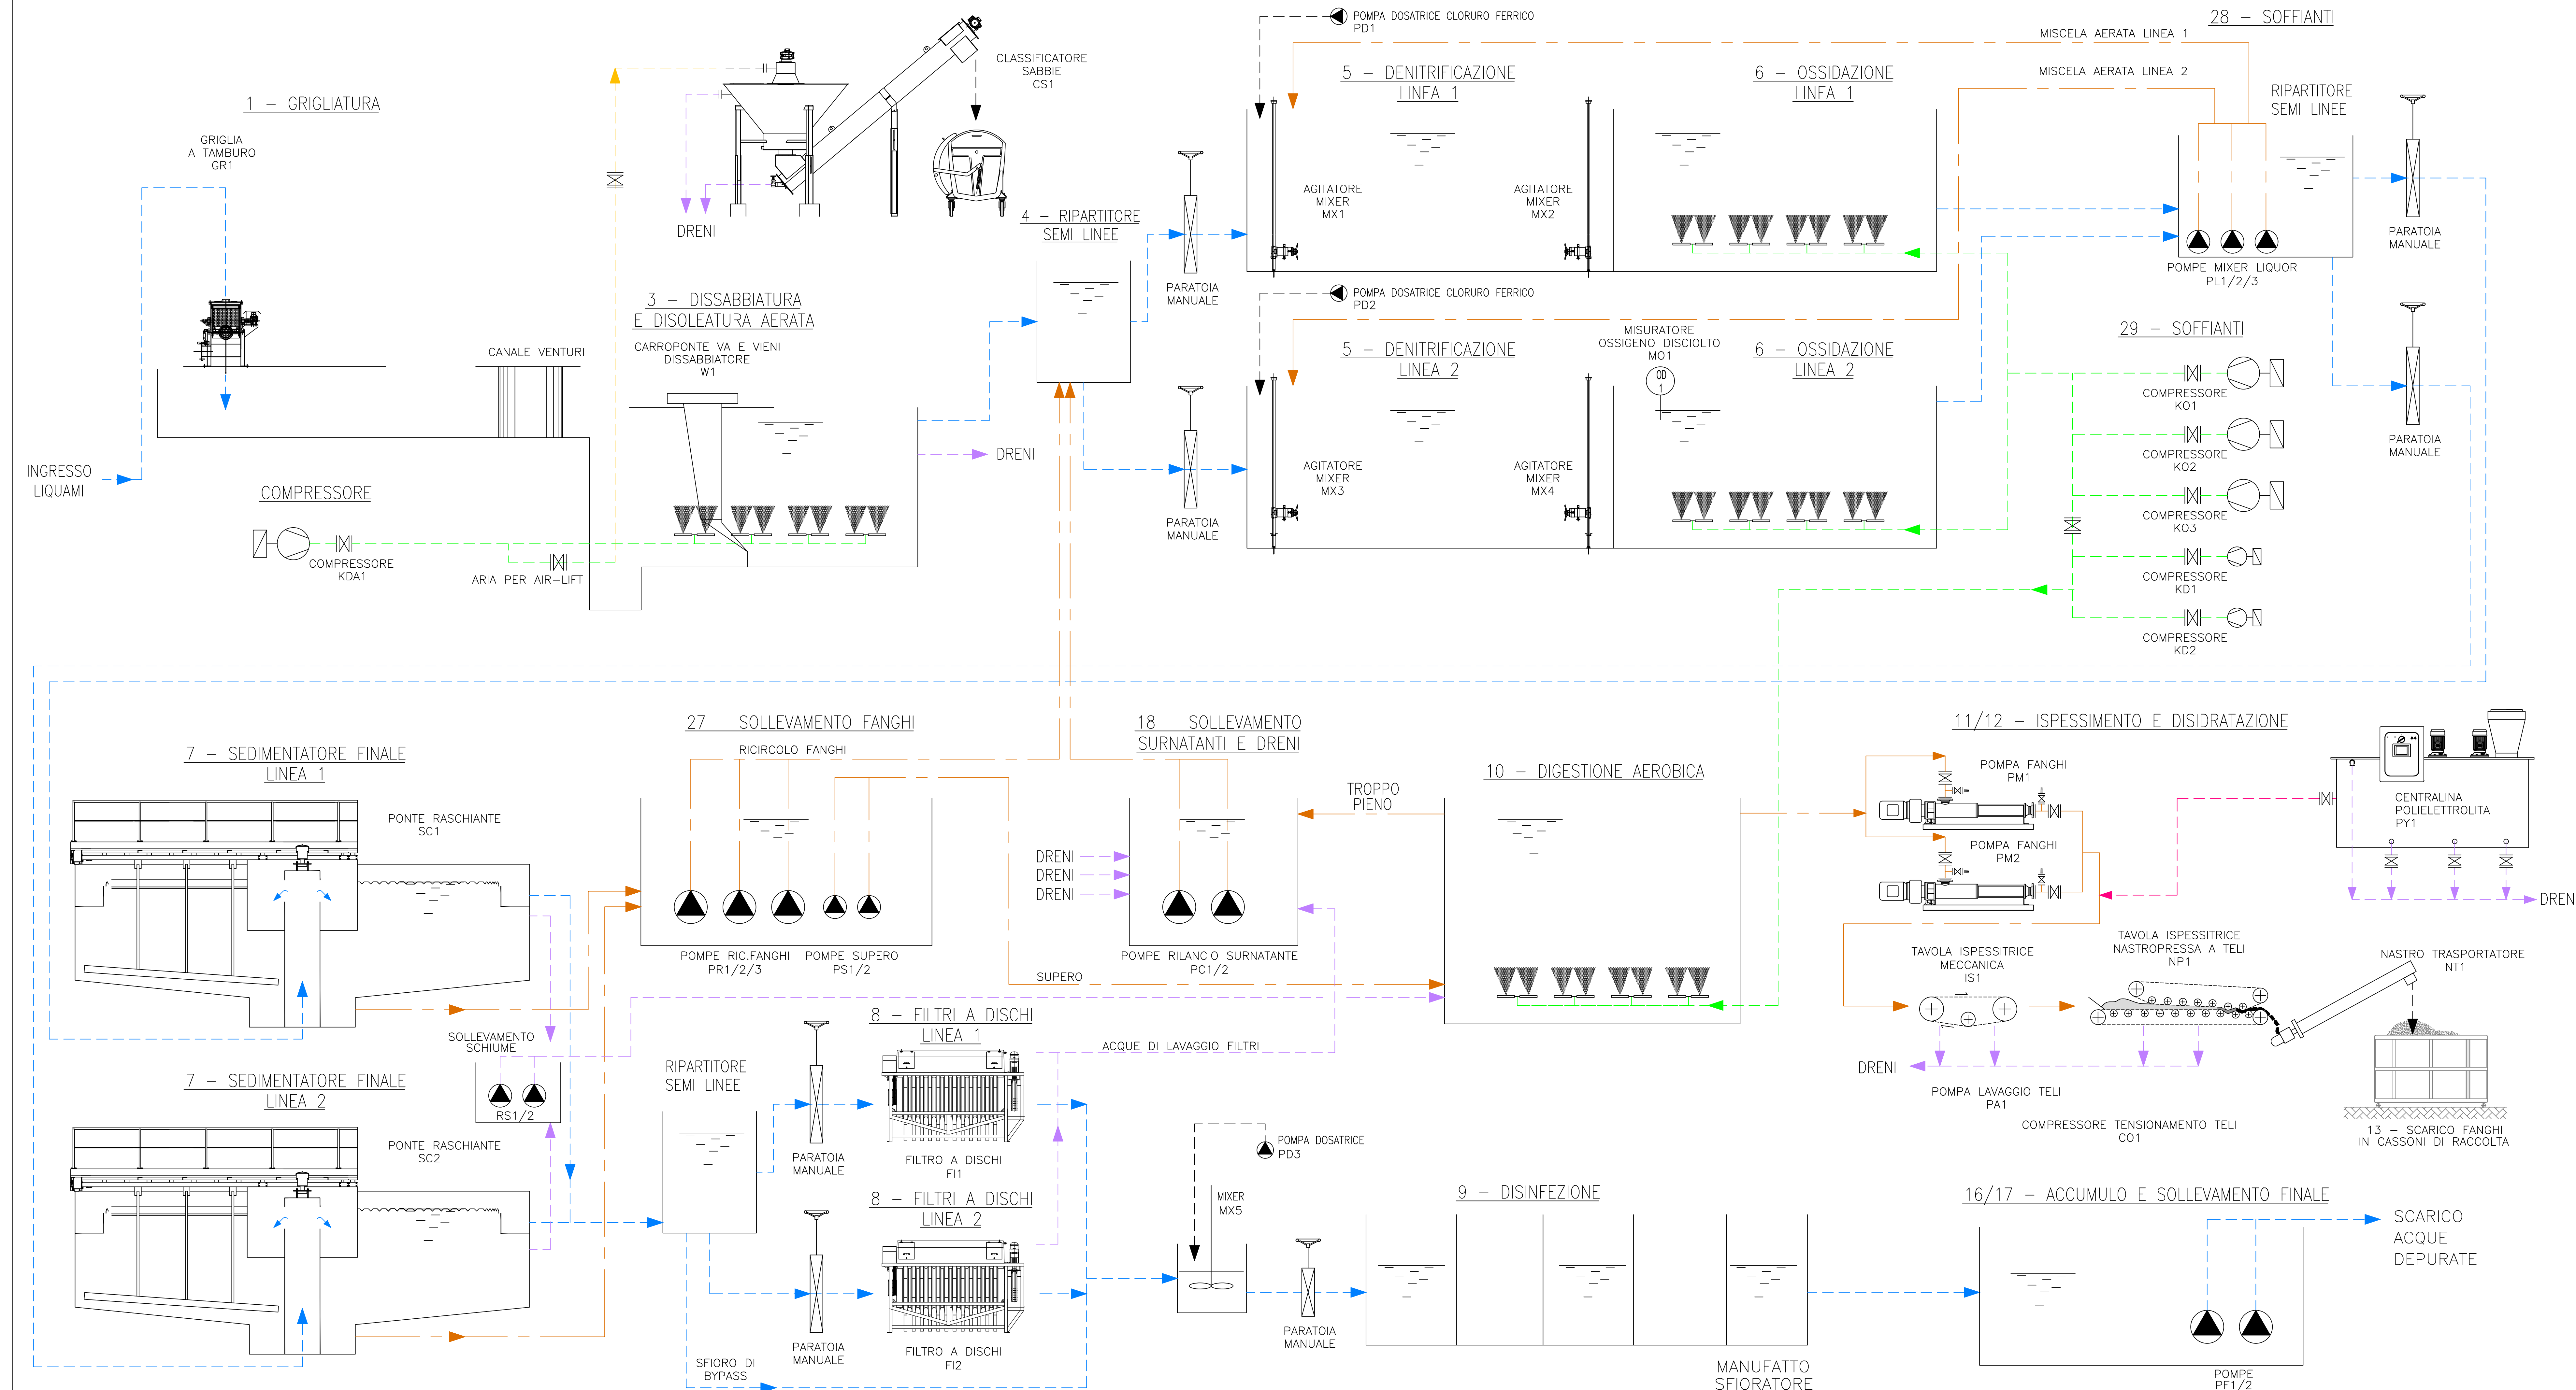 1 - GRIGLIATURA
GRIGLIA
A TAMBURO
GR1
INGRESSO
LIQUAMI
CANALE VENTURI
COMPRESSORE
COMPRESSORE
KDA1
ARIA PER AIR-LIFT
CLASSIFICATORE
SABBIE
CS1
DRENI
3 - DISSABBIATURA
E DISOLEATURA AERATA
CARROPONTE VA E VIENI
DISSABBIATORE
W1
DRENI
4 - RIPARTITORE
SEMI LINEE
PARATOIA
MANUALE
PARATOIA
MANUALE
POMPA DOSATRICE CLORURO FERRICO
PD1
5 - DENITRIFICAZIONE
LINEA 1
AGITATORE
MIXER
MX1
AGITATORE
MIXER
MX2
6 - OSSIDAZIONE
LINEA 1
MISCELA AERATA LINEA 1
MISCELA AERATA LINEA 2
POMPA DOSATRICE CLORURO FERRICO
PD2
5 - DENITRIFICAZIONE
LINEA 2
AGITATORE
MIXER
MX3
AGITATORE
MIXER
MX4
MISURATORE
OSSIGENO DISCIOLTO
MO1
OD
1
6 - OSSIDAZIONE
LINEA 2
28 - SOFFIANTI
RIPARTITORE
SEMI LINEE
POMPE MIXER LIQUOR
PL1/2/3
PARATOIA
MANUALE
PARATOIA
MANUALE
29 - SOFFIANTI
COMPRESSORE
KO1
COMPRESSORE
KO2
COMPRESSORE
KO3
COMPRESSORE
KD1
COMPRESSORE
KD2
7 - SEDIMENTATORE FINALE
LINEA 1
PONTE RASCHIANTE
SC1
SOLLEVAMENTO
SCHIUME
RS1/2
7 - SEDIMENTATORE FINALE
LINEA 2
PONTE RASCHIANTE
SC2
27 - SOLLEVAMENTO FANGHI
RICIRCOLO FANGHI
POMPE RIC.FANGHI
PR1/2/3
POMPE SUPERO
PS1/2
18 - SOLLEVAMENTO
SURNATANTI E DRENI
DRENI
DRENI
DRENI
POMPE RILANCIO SURNATANTE
PC1/2
SUPERO
TROPPO
PIENO
10 - DIGESTIONE AEROBICA
11/12 - ISPESSIMENTO E DISIDRATAZIONE
POMPA FANGHI
PM1
POMPA FANGHI
PM2
CENTRALINA
POLIELETTROLITA
PY1
DRENI
TAVOLA ISPESSITRICE
MECCANICA
IS1
TAVOLA ISPESSITRICE
NASTROPRESSA A TELI
NP1
NASTRO TRASPORTATORE
NT1
DRENI
POMPA LAVAGGIO TELI
PA1
COMPRESSORE TENSIONAMENTO TELI
CO1
13 - SCARICO FANGHI
IN CASSONI DI RACCOLTA
RIPARTITORE
SEMI LINEE
PARATOIA
MANUALE
PARATOIA
MANUALE
8 - FILTRI A DISCHI
LINEA 1
FILTRO A DISCHI
FI1
ACQUE DI LAVAGGIO FILTRI
8 - FILTRI A DISCHI
LINEA 2
FILTRO A DISCHI
FI2
SFIORO DI
BYPASS
POMPA DOSATRICE
PD3
MIXER
MX5
PARATOIA
MANUALE
9 - DISINFEZIONE
MANUFATTO
SFIORATORE
16/17 - ACCUMULO E SOLLEVAMENTO FINALE
POMPE
PF1/2
SCARICO
ACQUE
DEPURATE